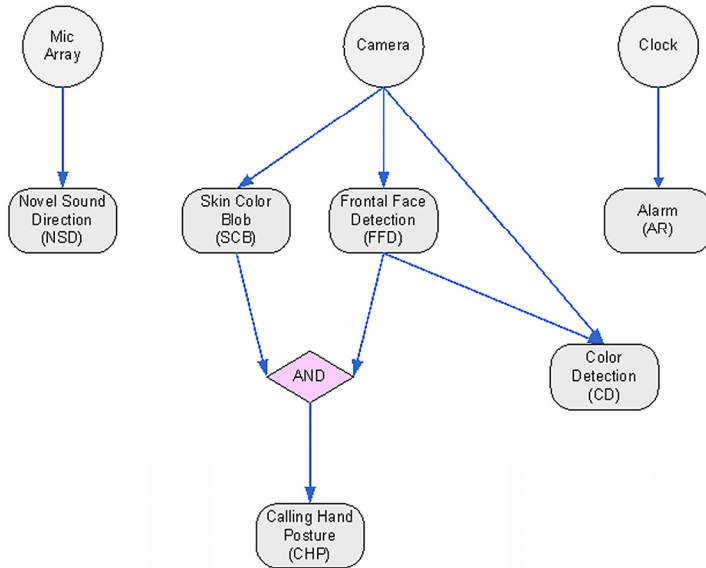 Mic
Array
Camera
Clock
Novel Sound
Direction
(NSD)
Skin Color
Blob
(SCB)
Frontal Face
Detection
(FFD)
Alarm
(AR)
AND
Color
Detection
(CD)
Calling Hand
Posture
(CHP)